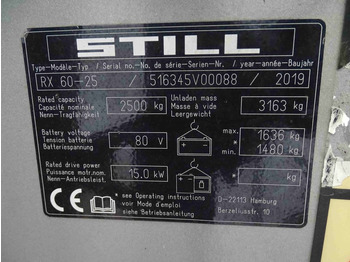 STILL
Type-Modèle-Typ / Serial no.-No. de série-Serien-Nr. / year-année-Baujahr
RX 60-25 / 516345V00088 / 2019
Rated capacity
Capacité nominale
Nenn-Tragfähigkeit
2500 kg
Unladen mass
Masse à vide
Leergewicht
3163 kg
Battery voltage
Tension batterie
Batteriespannung
80 V
max. * 1636 kg
min. * 1480 kg
Rated drive power
Puissance motor.nom.
Nenn-Antriebsleist.
15.0 kW
* kg
CE
* see Operating instructions
voir Mode d'emploi
siehe Betriebsanleitung
D-22113 Hamburg
Berzeliusstr. 10